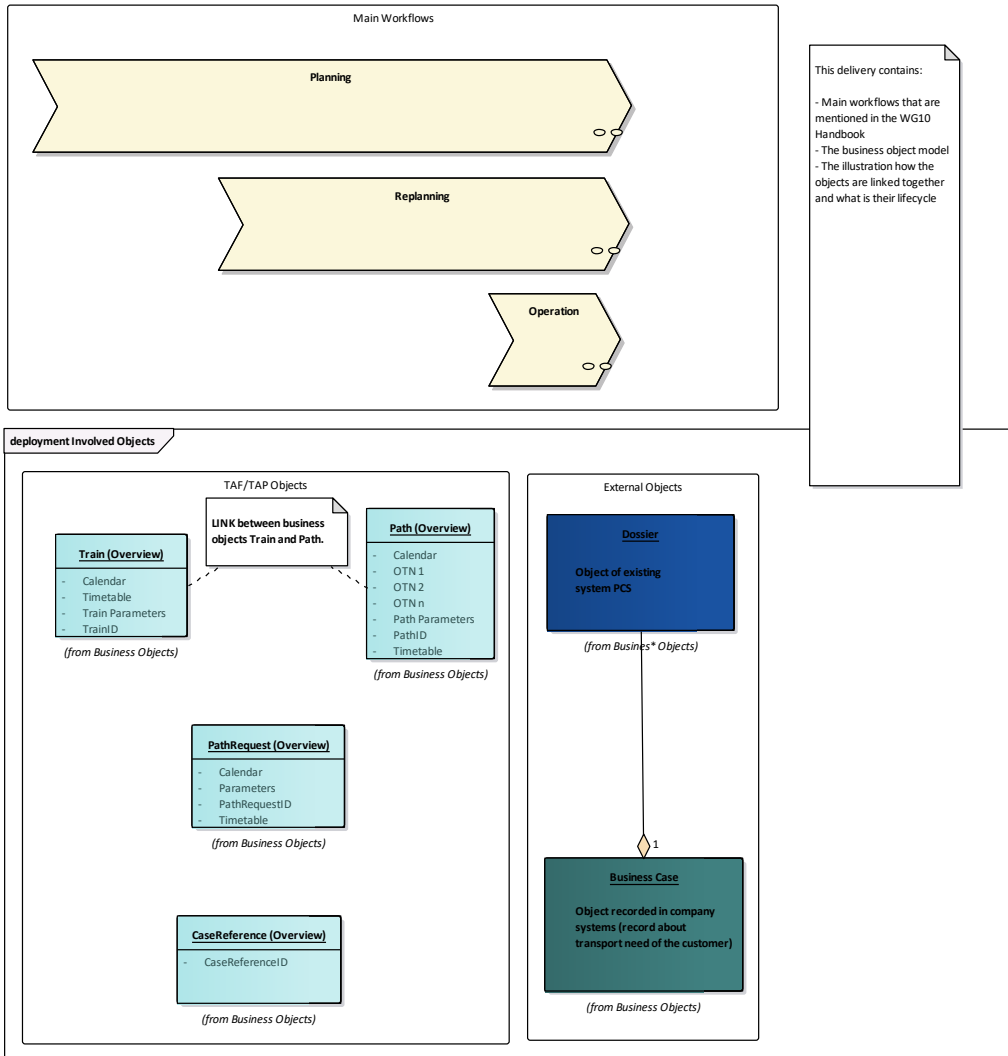 Main Workflows
Planning
Replanning
Operation
This delivery contains:
- Main workflows that are
mentioned in the WG10
Handbook
- The business object model
- The illustration how the
objects are linked together
and what is their lifecycle
deployment Involved Objects
TAF/TAP Objects
LINK between business
objects Train and Path.
Train (Overview)
- Calendar
- Timetable
- Train Parameters
- TrainID
(from Business Objects)
Path (Overview)
- Calendar
- OTN 1
- OTN 2
- OTN n
- Path Parameters
- PathID
- Timetable
(from Business Objects)
PathRequest (Overview)
- Calendar
- Parameters
- PathRequestID
- Timetable
(from Business Objects)
CaseReference (Overview)
- CaseReferenceID
(from Business Objects)
External Objects
Dossier
Object of existing
system PCS
(from Busines* Objects)
1
Business Case
Object recorded in company
systems (record about
transport need of the customer)
(from Business Objects)